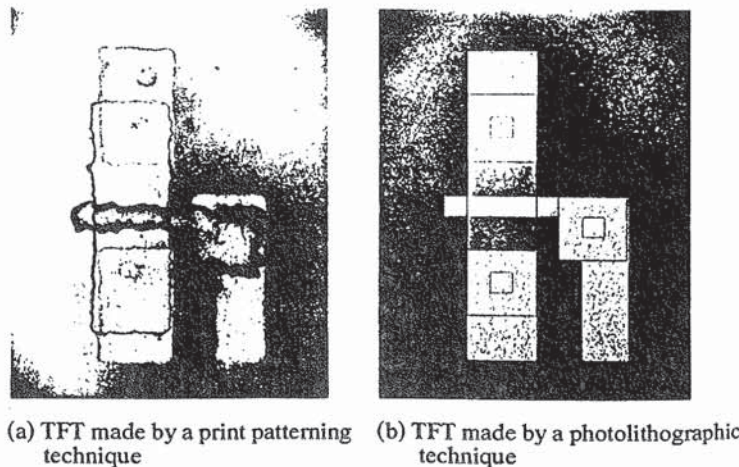 (a) TFT made by a print patterning
technique
(b) TFT made by a photolithographic
technique